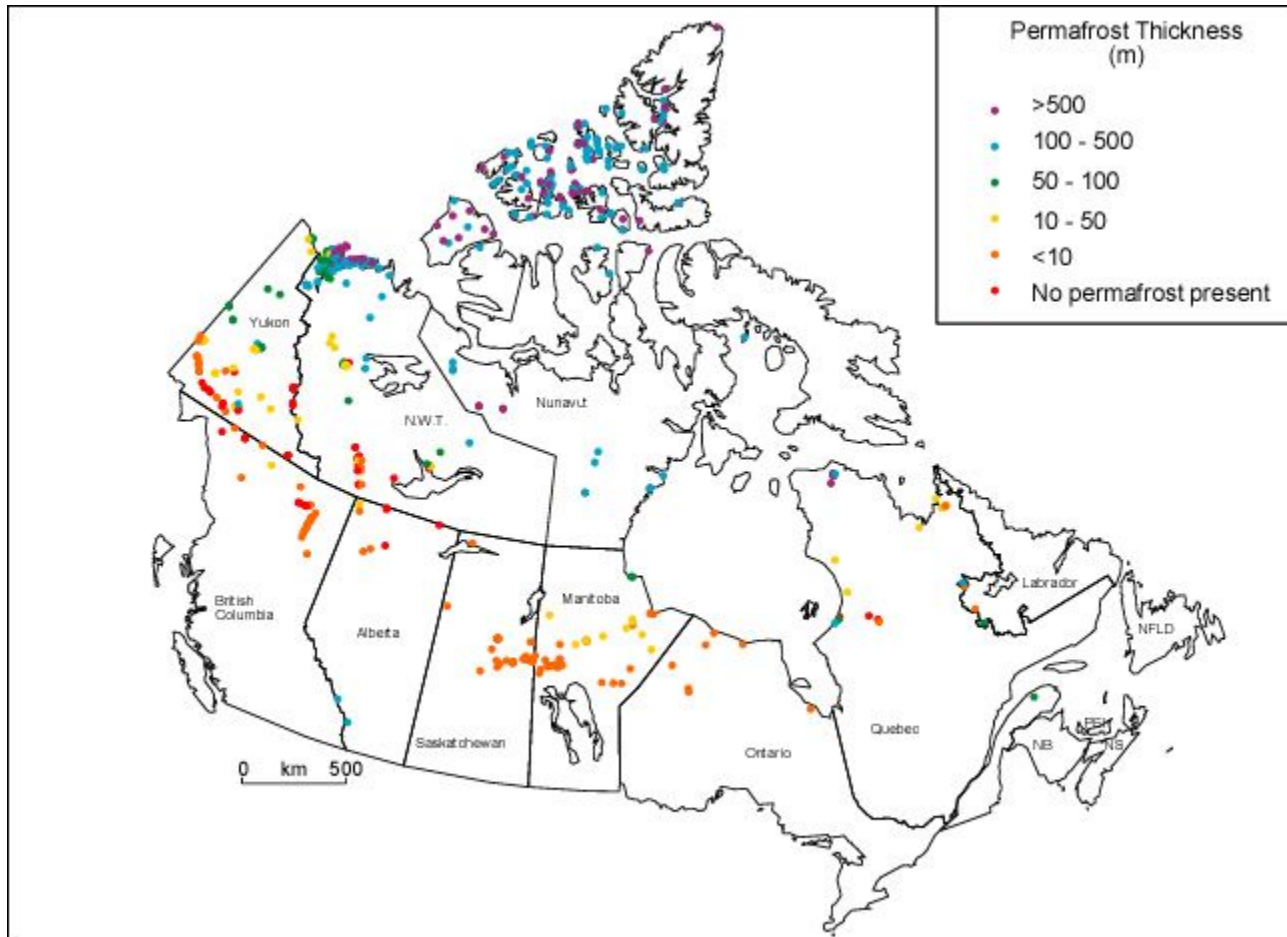 Permafrost Thickness
(m)
>500
100 - 500
50 - 100
10 - 50
<10
No permafrost present
Yukon
N.W.T.
Nunavut
British
Columbia
Alberta
Saskatchewan
Manitoba
Ontario
Quebec
Labrador
NFLD
PEI
NB
NS
0 km 500